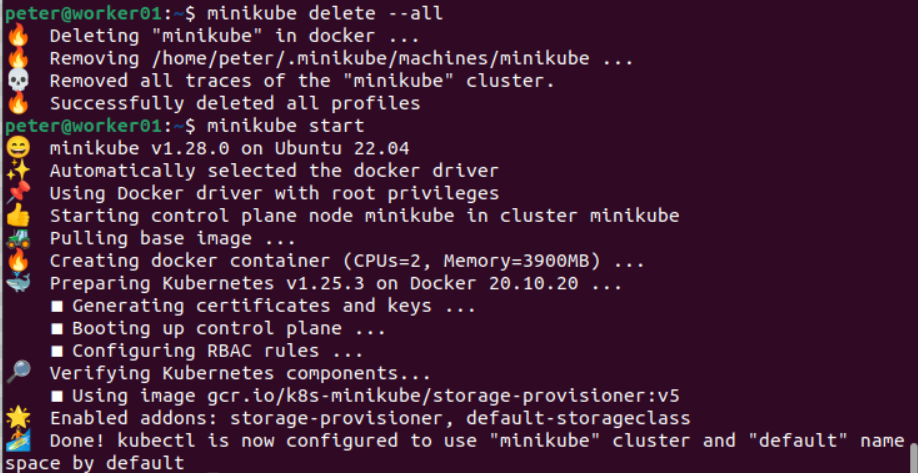 peter@worker01:~$ minikube delete --all
🔥 Deleting "minikube" in docker ...
🔥 Removing /home/peter/.minikube/machines/minikube ...
💀 Removed all traces of the "minikube" cluster.
🔥 Successfully deleted all profiles
peter@worker01:~$ minikube start
😄 minikube v1.28.0 on Ubuntu 22.04
✨ Automatically selected the docker driver
📌 Using Docker driver with root privileges
👍 Starting control plane node minikube in cluster minikube
🚜 Pulling base image ...
🔥 Creating docker container (CPUs=2, Memory=3900MB) ...
🐳 Preparing Kubernetes v1.25.3 on Docker 20.10.20 ...
■ Generating certificates and keys ...
■ Booting up control plane ...
■ Configuring RBAC rules ...
🔎 Verifying Kubernetes components...
■ Using image gcr.io/k8s-minikube/storage-provisioner:v5
🌟 Enabled addons: storage-provisioner, default-storageclass
🏄 Done! kubectl is now configured to use "minikube" cluster and "default" name
space by default